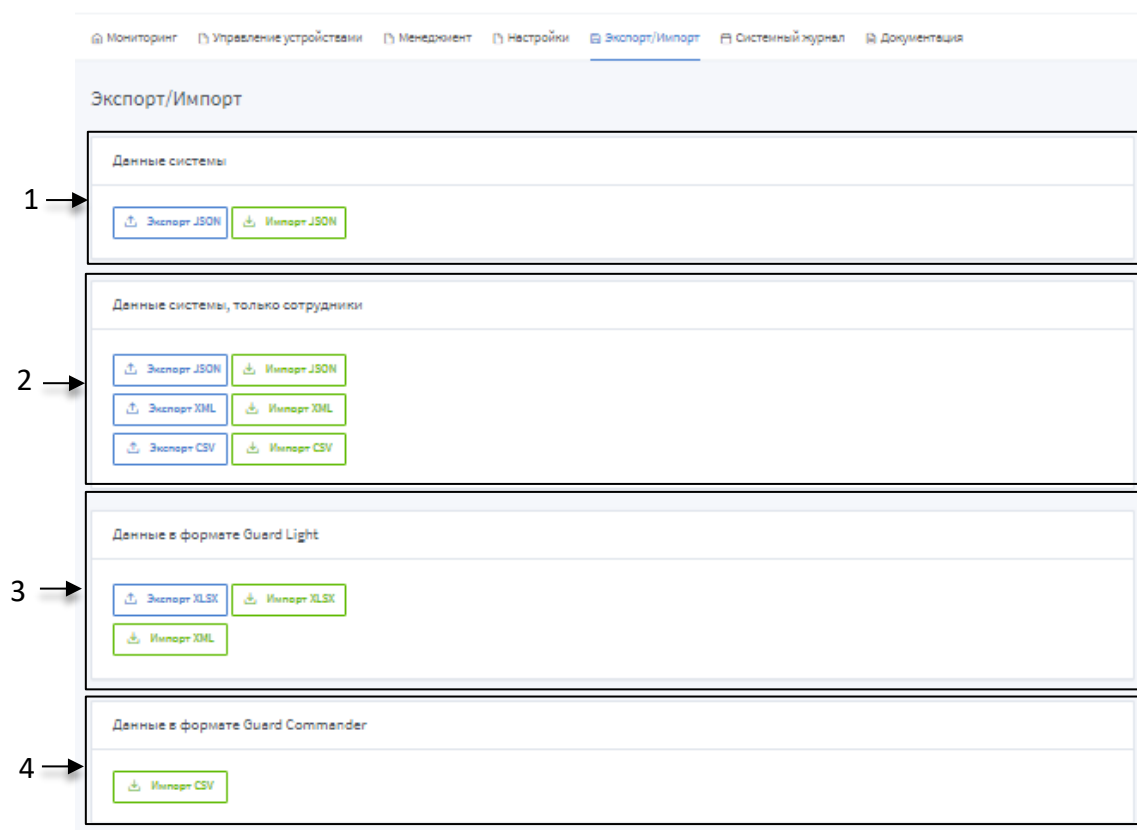 Мониторинг Управление устройствами Менеджмент Настройки Экспорт/Импорт Системный журнал Документация
Экспорт/Импорт
1
Данные системы
Экспорт JSON Импорт JSON
2
Данные системы, только сотрудники
Экспорт JSON Импорт JSON
Экспорт XML Импорт XML
Экспорт CSV Импорт CSV
3
Данные в формате Guard Light
Экспорт XLSX Импорт XLSX
Импорт XML
4
Данные в формате Guard Commander
Импорт CSV